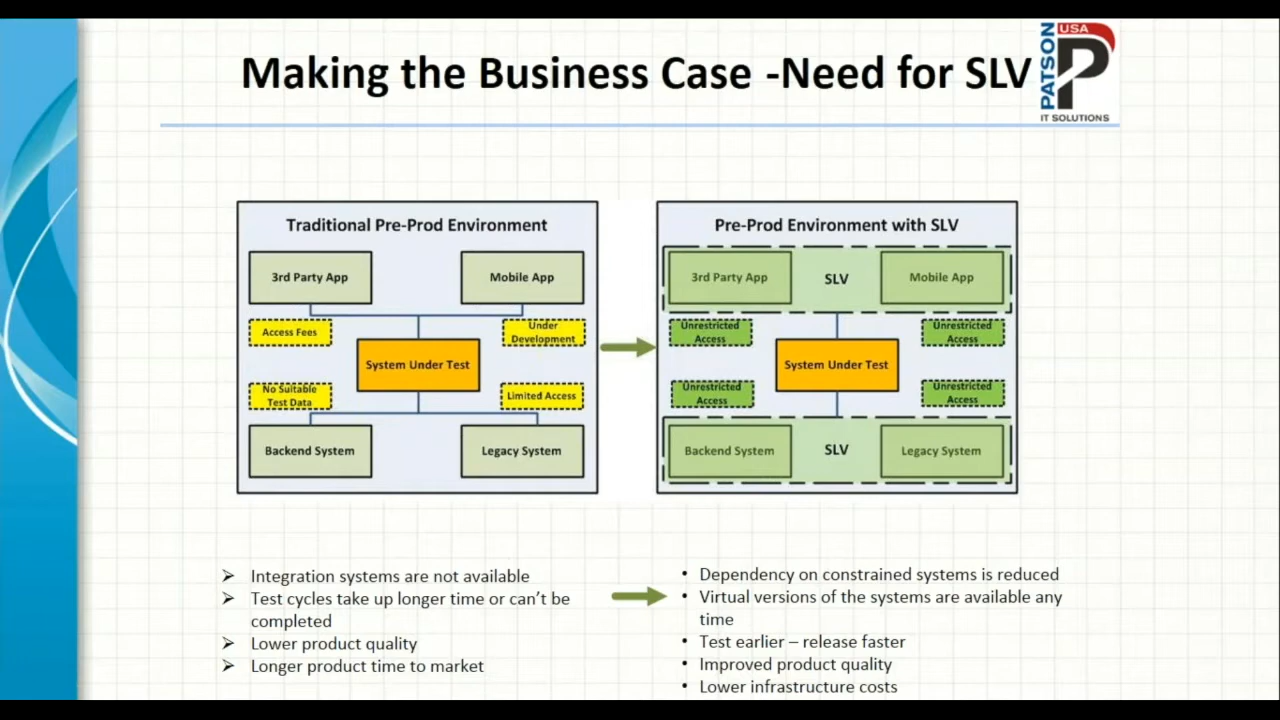 Making the Business Case -Need for SLV
PATSON
USA
P
IT SOLUTIONS
Traditional Pre-Prod Environment
3rd Party App
Mobile App
Access Fees
Under
Development
System Under Test
No Suitable
Test Data
Limited Access
Backend System
Legacy System
Pre-Prod Environment with SLV
3rd Party App
SLV
Mobile App
Unrestricted
Access
Unrestricted
Access
System Under Test
Unrestricted
Access
Unrestricted
Access
Backend System
SLV
Legacy System
➢ Integration systems are not available
➢ Test cycles take up longer time or can’t be
completed
➢ Lower product quality
➢ Longer product time to market
• Dependency on constrained systems is reduced
• Virtual versions of the systems are available any
time
• Test earlier – release faster
• Improved product quality
• Lower infrastructure costs